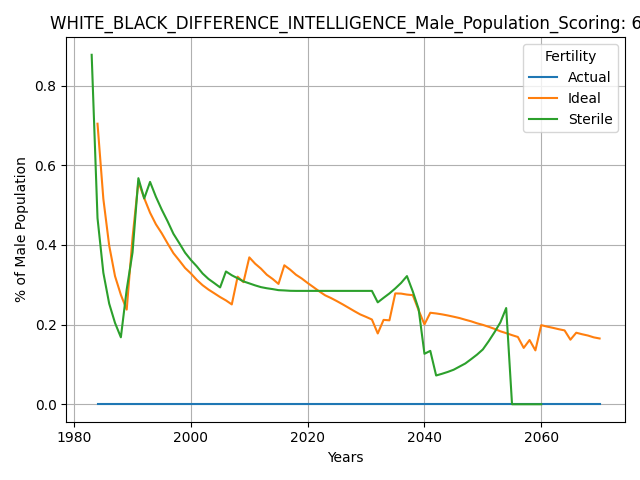 WHITE_BLACK_DIFFERENCE_INTELLIGENCE_Male_Population_Scoring: 6
Fertility
Actual
Ideal
Sterile
% of Male Population
0.8
0.6
0.4
0.2
0.0
1980 2000 2020 2040 2060
Years